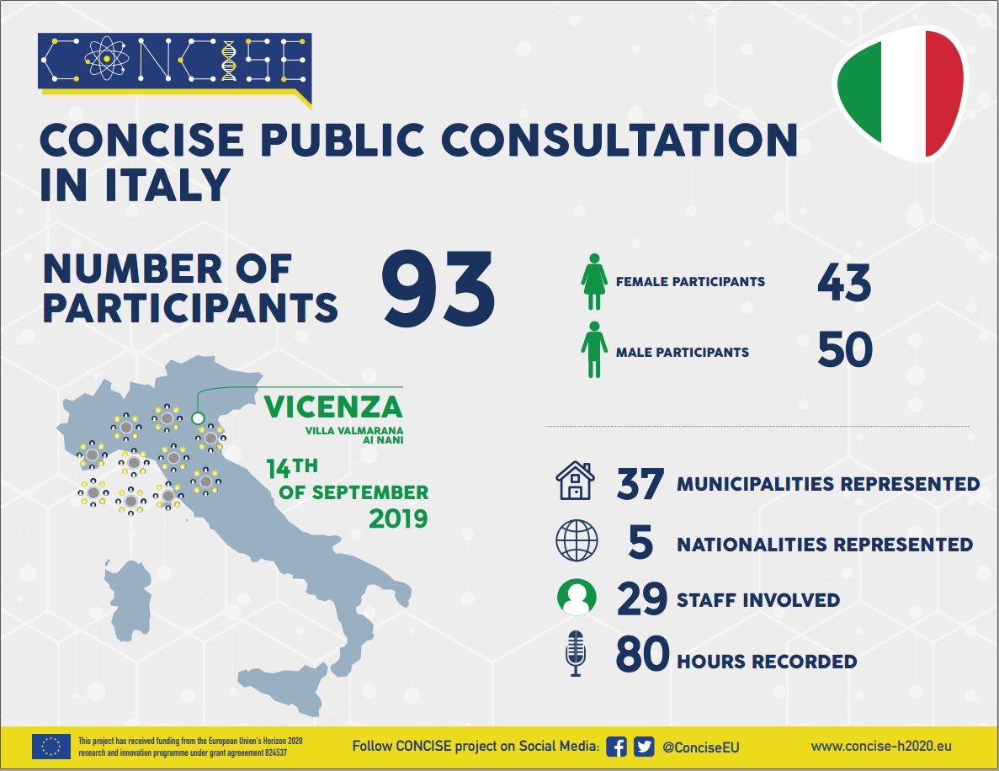 CONCISE
CONCISE PUBLIC CONSULTATION
IN ITALY
NUMBER OF
PARTICIPANTS
93
FEMALE PARTICIPANTS 43
MALE PARTICIPANTS 50
VICENZA
VILLA VALMARANA
AI NANI
14TH
OF SEPTEMBER
2019
37 MUNICIPALITIES REPRESENTED
5 NATIONALITIES REPRESENTED
29 STAFF INVOLVED
80 HOURS RECORDED
This project has received funding from the European Union's Horizon 2020
research and innovation programme under grant agreeement 824537
Follow CONCISE project on Social Media: @ConciseEU
www.concise-h2020.eu